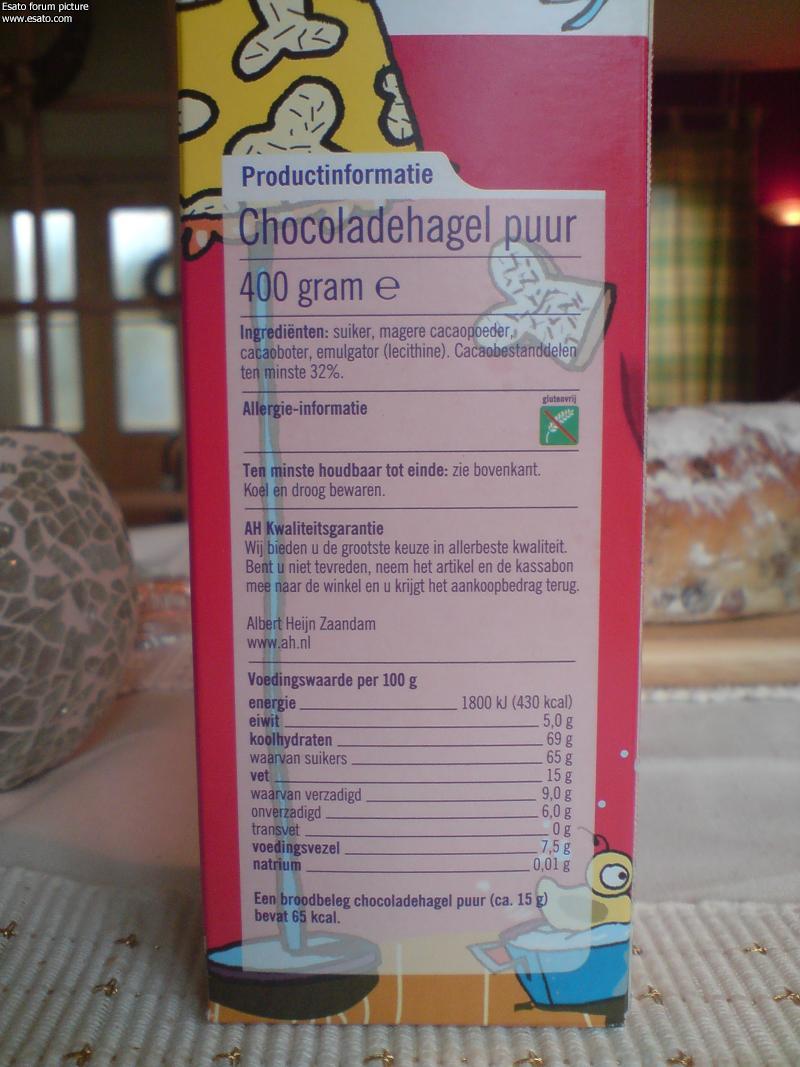 Esato forum picture
www.esato.com
Productinformatie
Chocoladehagel puur
400 gram e
Ingrediënten: suiker, magere cacaopoeder,
cacaoboter, emulgator (lecithine). Cacaobestanddelen
ten minste 32%.
Allergie-informatie
glutenvrij
Ten minste houdbaar tot einde: zie bovenkant.
Koel en droog bewaren.
AH Kwaliteitsgarantie
Wij bieden u de grootste keuze in allerbeste kwaliteit.
Bent u niet tevreden, neem het artikel en de kassabon
mee naar de winkel en u krijgt het aankoopbedrag terug.
Albert Heijn Zaandam
www.ah.nl
Voedingswaarde per 100 g
energie 1800 kJ (430 kcal)
eiwit 5,0 g
koolhydraten 69 g
waarvan suikers 65 g
vet 15 g
waarvan verzadigd 9,0 g
onverzadigd 6,0 g
transvet 0 g
voedingsvezel 7,5 g
natrium 0,01 g
Een broodbeleg chocoladehagel puur (ca. 15 g)
bevat 65 kcal.